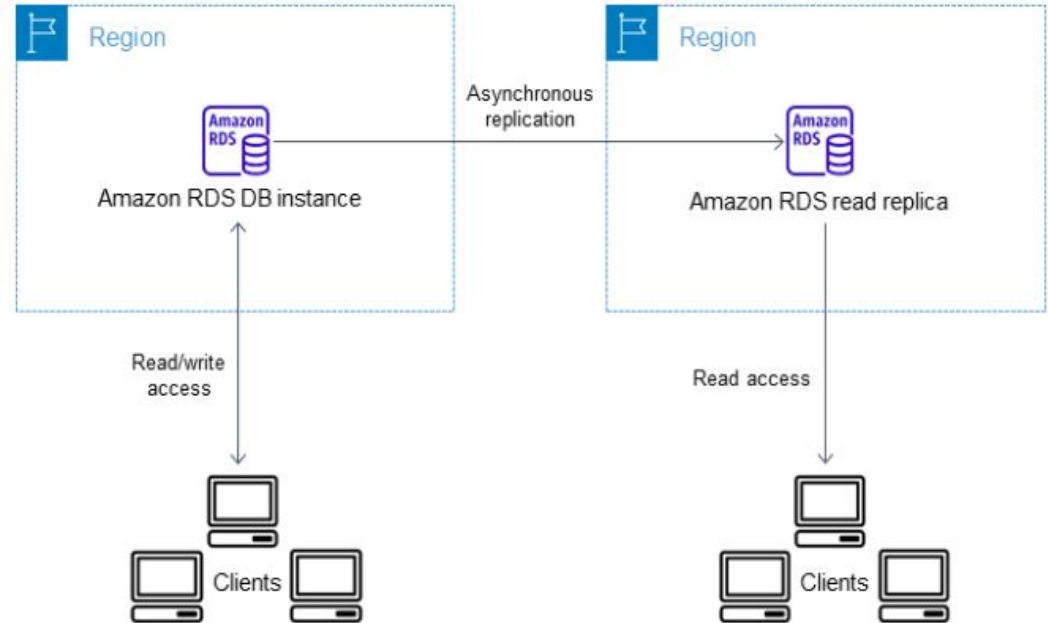 Region
Region
Asynchronous
replication
Amazon
RDS
Amazon
RDS
Amazon RDS DB instance
Amazon RDS read replica
Read/write
access
Read access
Clients
Clients